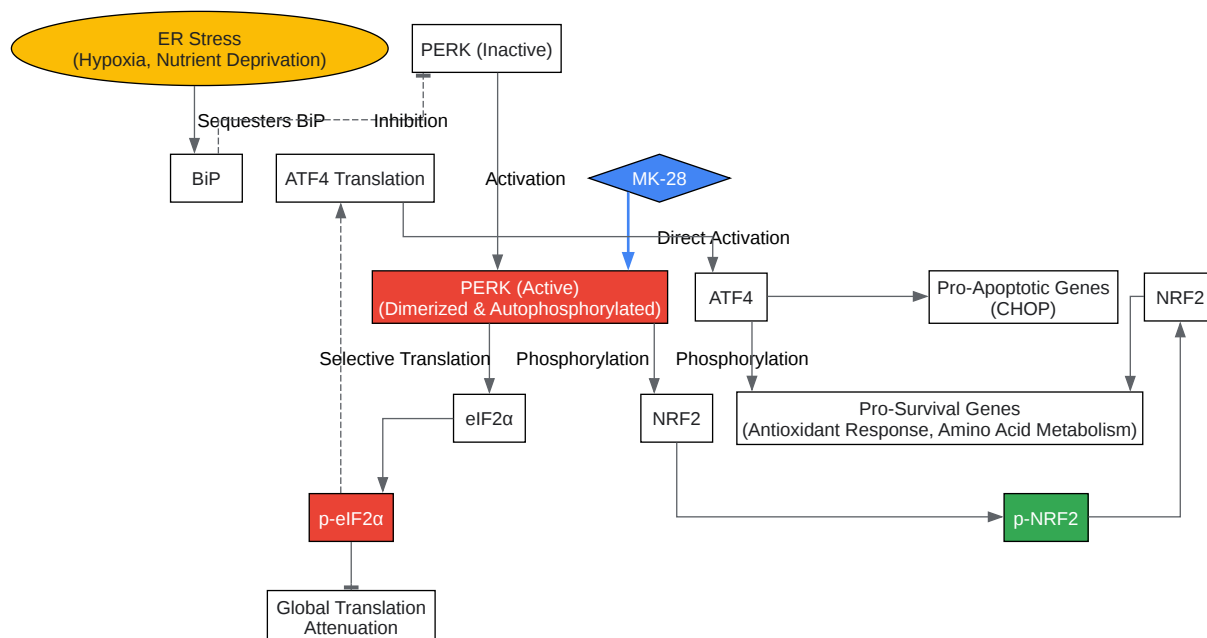 ER Stress
(Hypoxia, Nutrient Deprivation)
PERK (Inactive)
Sequesters BiP
Inhibition
BiP
ATF4 Translation
Activation
MK-28
Direct Activation
PERK (Active)
(Dimerized & Autophosphorylated)
ATF4
Pro-Apoptotic Genes
(CHOP)
NRF2
Selective Translation
Phosphorylation
Phosphorylation
eIF2α
NRF2
Pro-Survival Genes
(Antioxidant Response, Amino Acid Metabolism)
p-eIF2α
p-NRF2
Global Translation
Attenuation